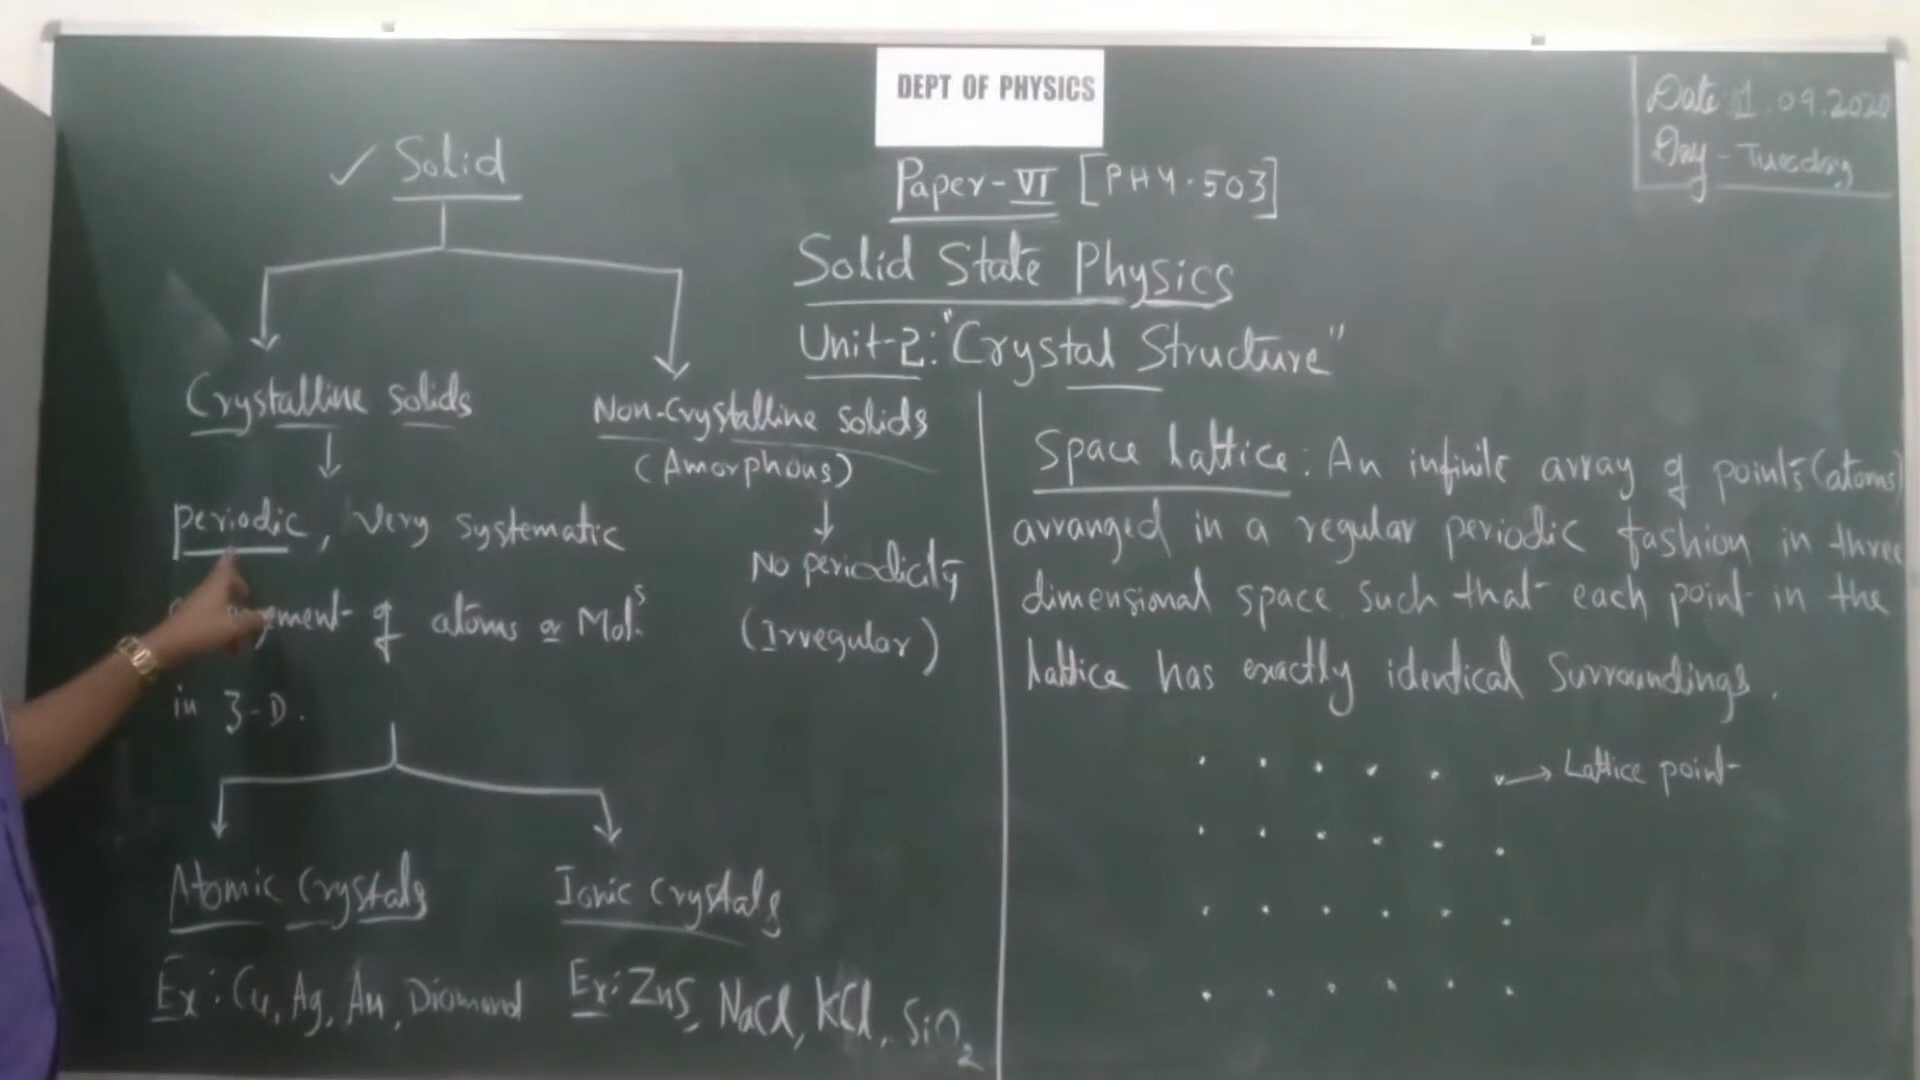 DEPT OF PHYSICS
Date: 1.09.2020
Day - Tuesday
Paper-VI [PHY.503]
Solid State Physics
Unit-2: "Crystal Structure"
✓ Solid
Crystalline solids
Non-Crystalline solids
(Amorphous)
periodic, very systematic
of atoms or Mol.s
in 3-D.
No periodicity
(Irregular)
Atomic Crystals
Ionic Crystals
Ex: Cu, Ag, Au, Diamond
Ex: ZnS, NaCl, KCl, SiO2
Space Lattice: An infinite array of points (atoms)
arranged in a regular periodic fashion in three
dimensional space such that each point in the
Lattice has exactly identical Surroundings.
Lattice point